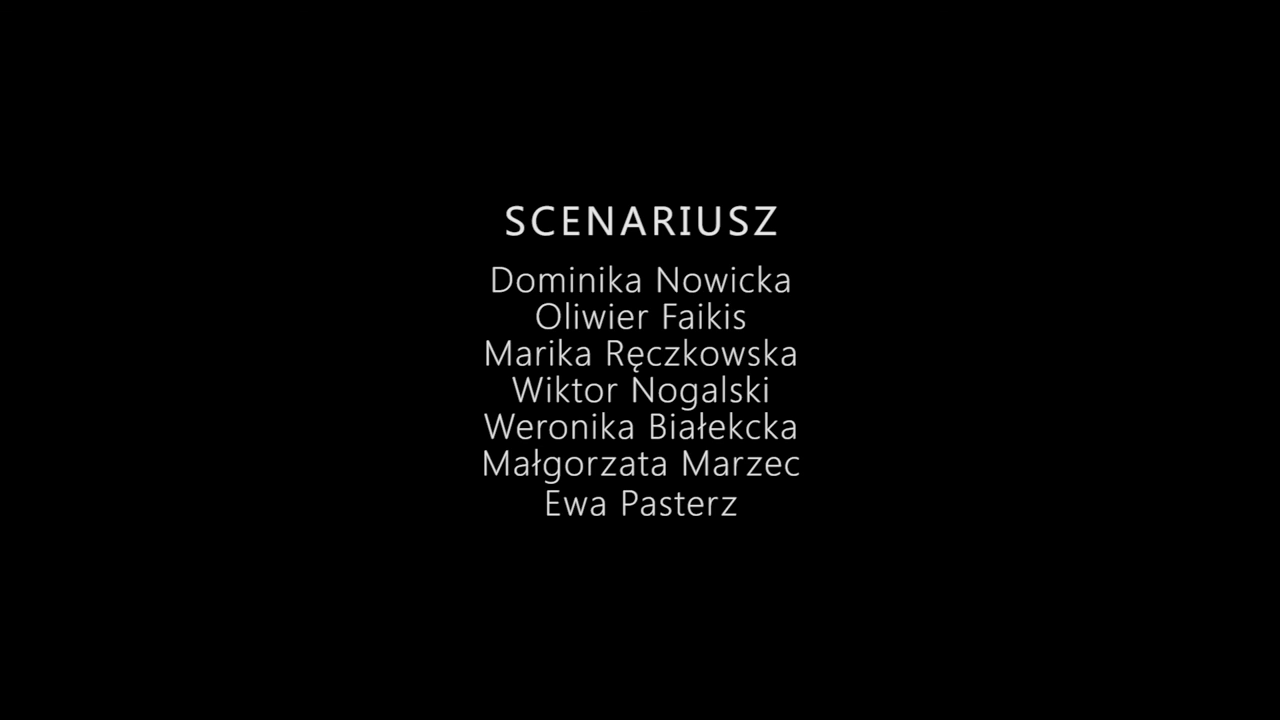 SCENARIUSZ
Dominika Nowicka
Oliwier Faikis
Marika Ręczkowska
Wiktor Nogalski
Weronika Białekcka
Małgorzata Marzec
Ewa Pasterz